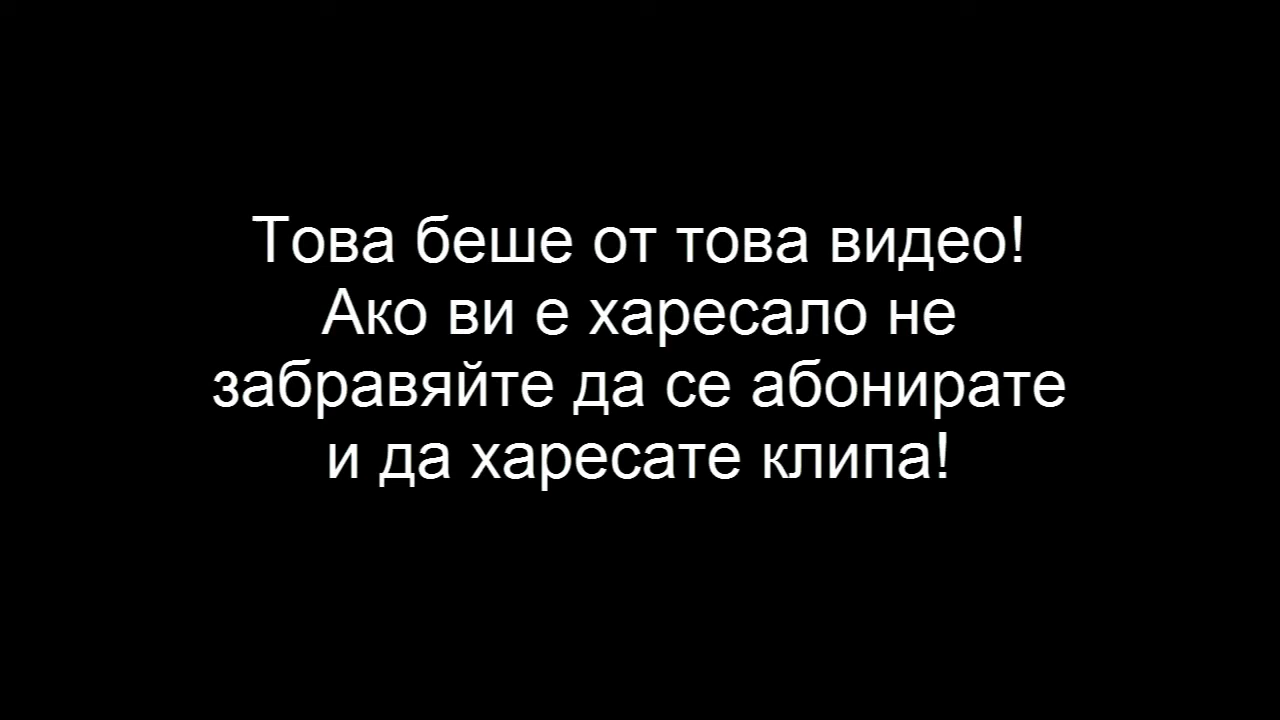 Това беше от това видео!
Ако ви е харесало не
забравяйте да се абонирате
и да харесате клипа!